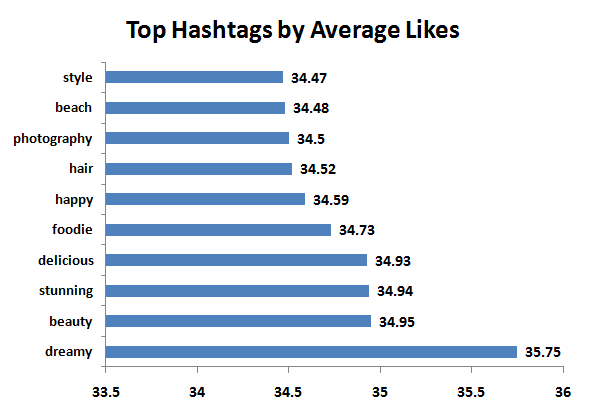 Top Hashtags by Average Likes
style 34.47
beach 34.48
photography 34.5
hair 34.52
happy 34.59
foodie 34.73
delicious 34.93
stunning 34.94
beauty 34.95
dreamy 35.75
33.5 34 34.5 35 35.5 36